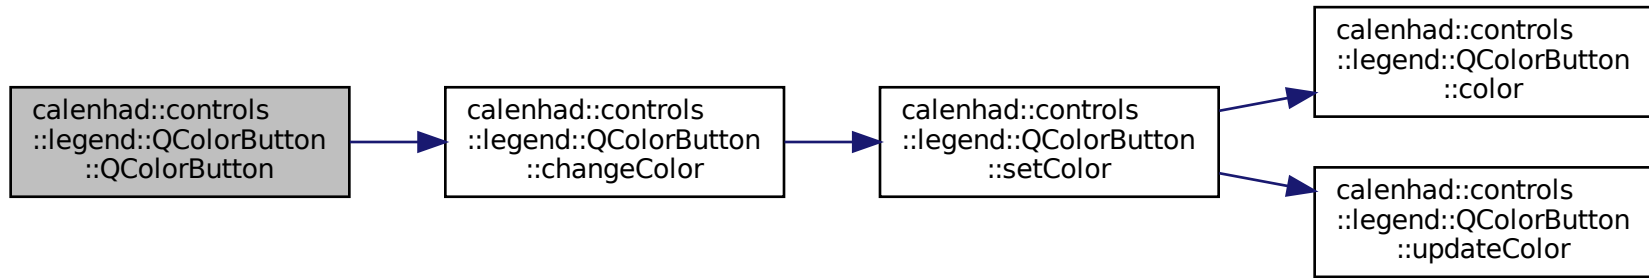 calenhad::controls
::legend::QColorButton
::QColorButton
calenhad::controls
::legend::QColorButton
::changeColor
calenhad::controls
::legend::QColorButton
::setColor
calenhad::controls
::legend::QColorButton
::color
calenhad::controls
::legend::QColorButton
::updateColor